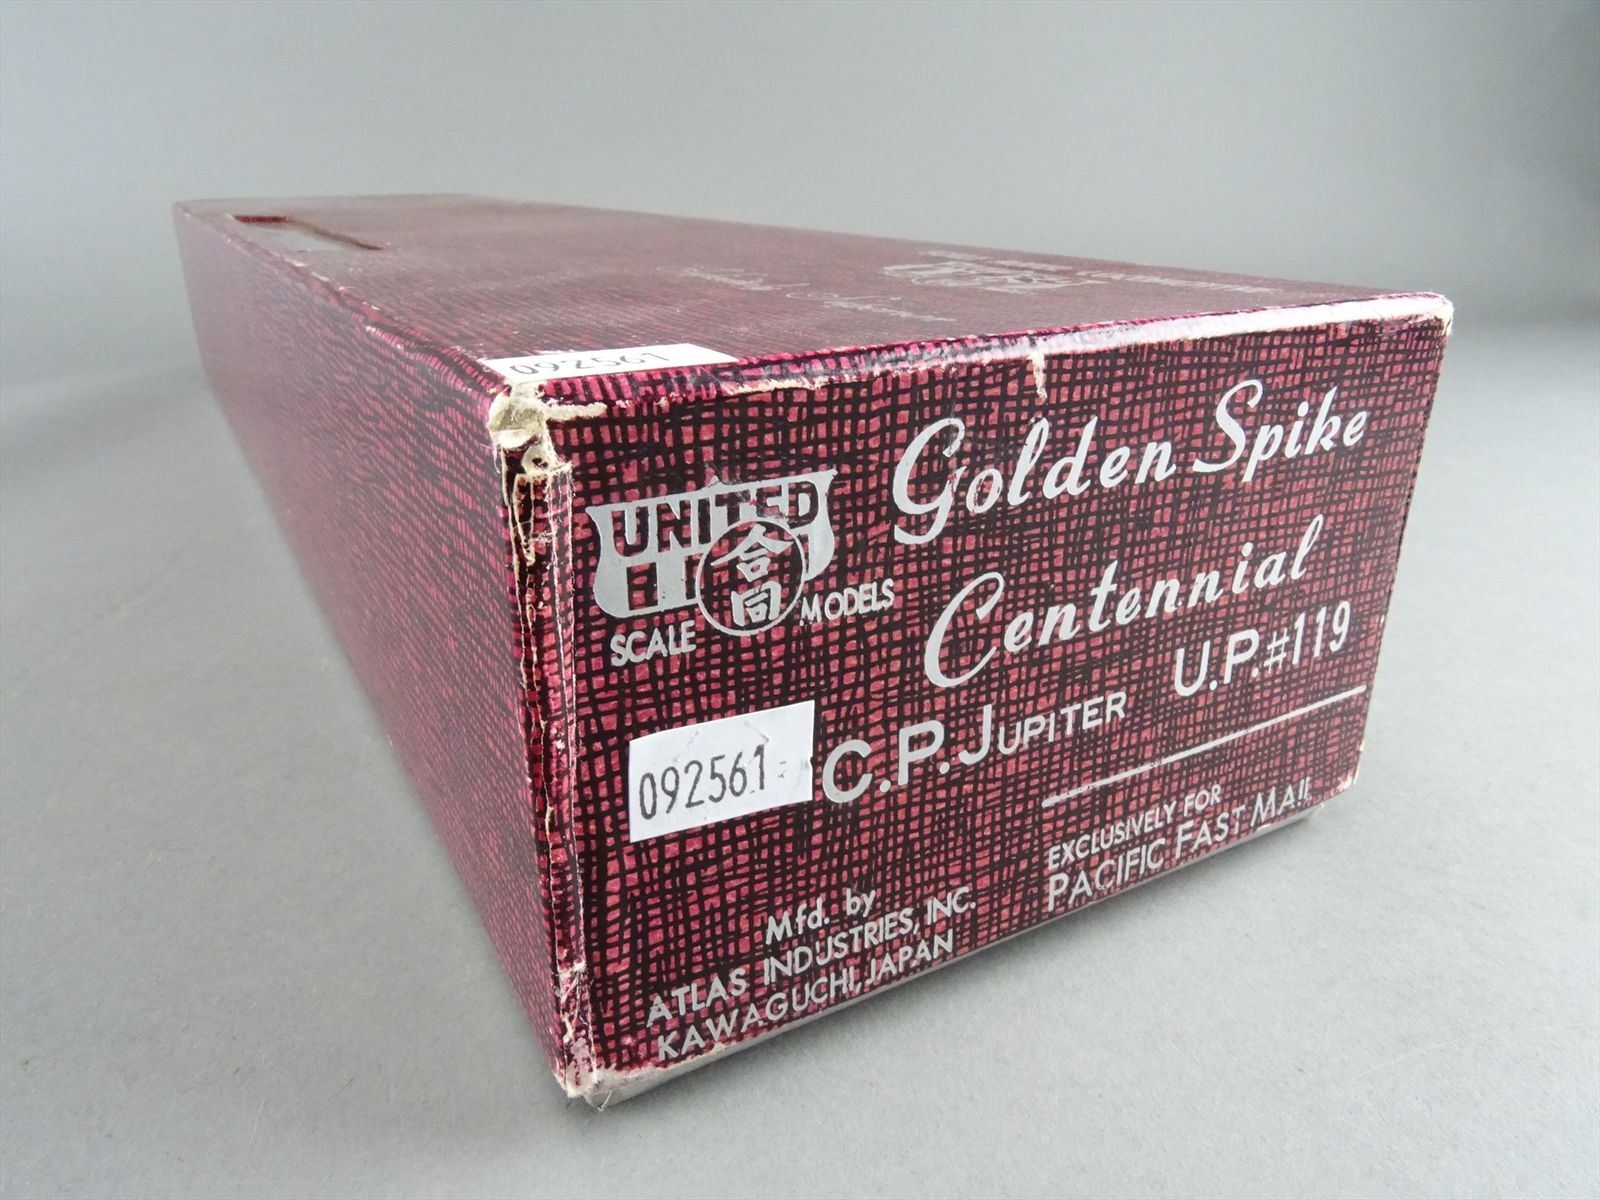 092561
UNITED
合同
SCALE MODELS
Golden Spike
Centennial
C.P. JUPITER U.P. #119
092561
EXCLUSIVELY FOR
PACIFIC FAST MAIL
Mfd. by
ATLAS INDUSTRIES, INC.
KAWAGUCHI, JAPAN